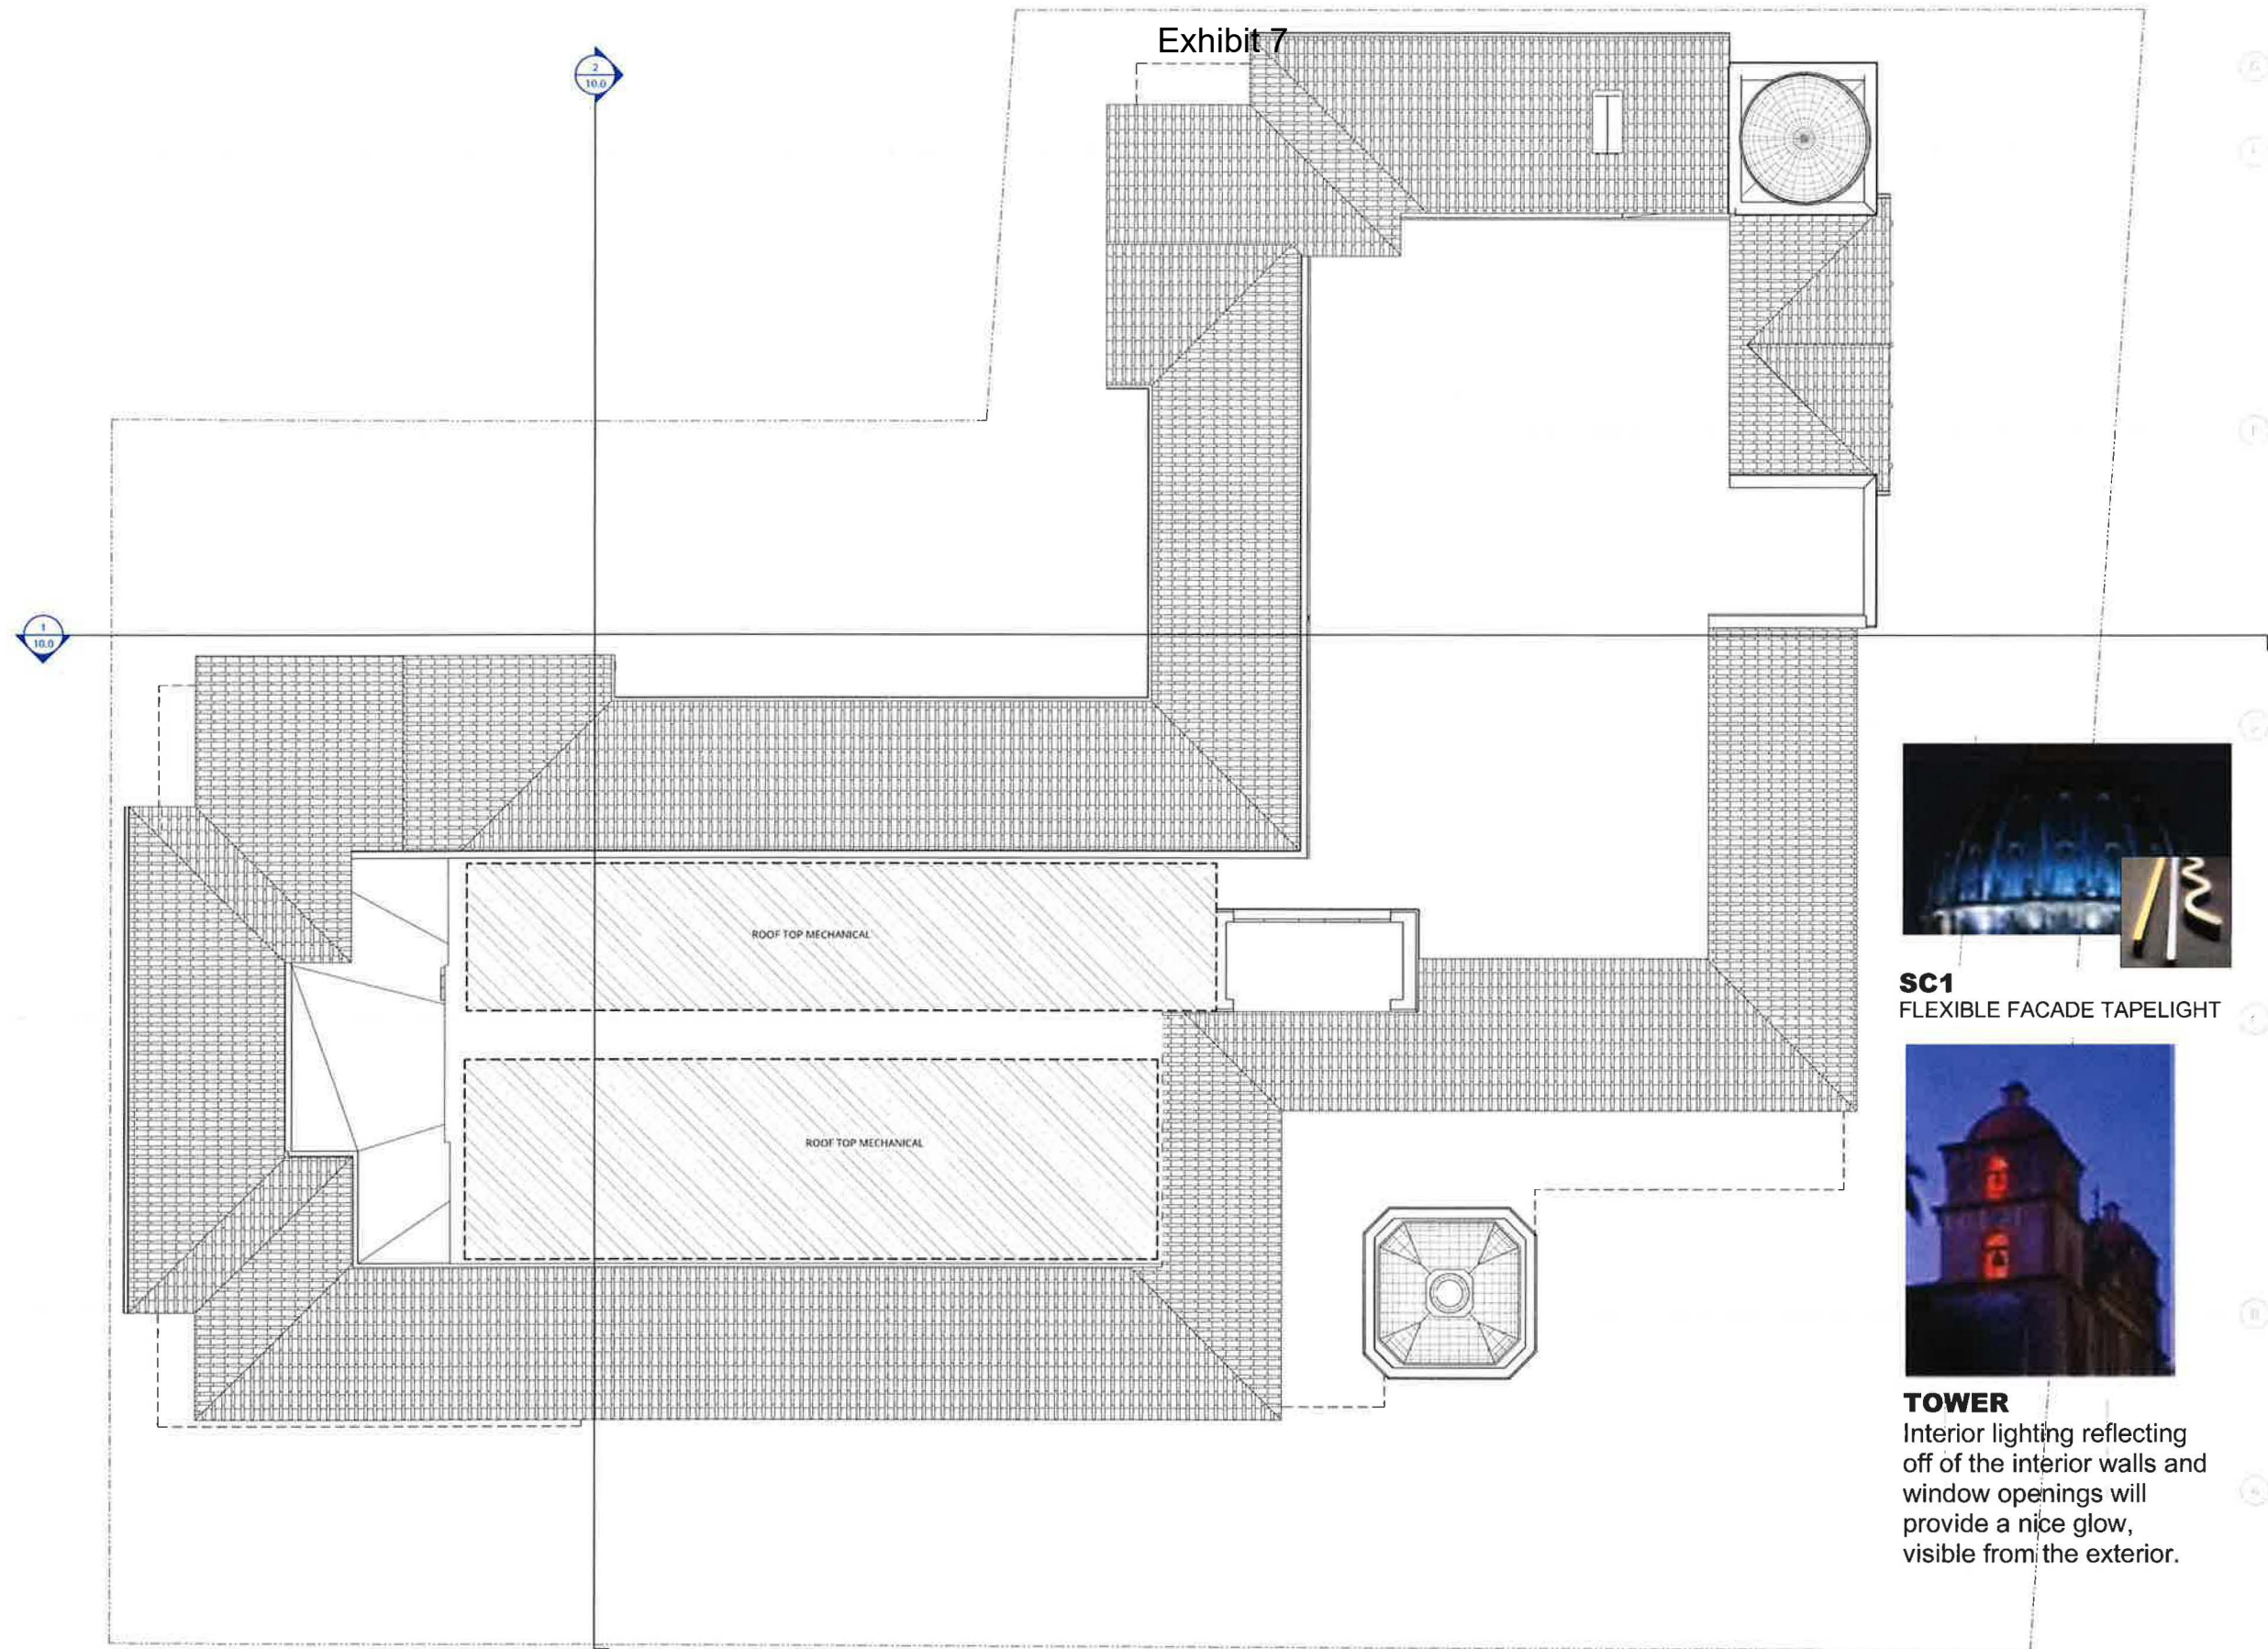 Exhibit 7
2
10.0
1
10.0
ROOF TOP MECHANICAL
ROOF TOP MECHANICAL
SC1
FLEXIBLE FACADE TAPELIGHT
TOWER
Interior lighting reflecting
off of the interior walls and
window openings will
provide a nice glow,
visible from the exterior.